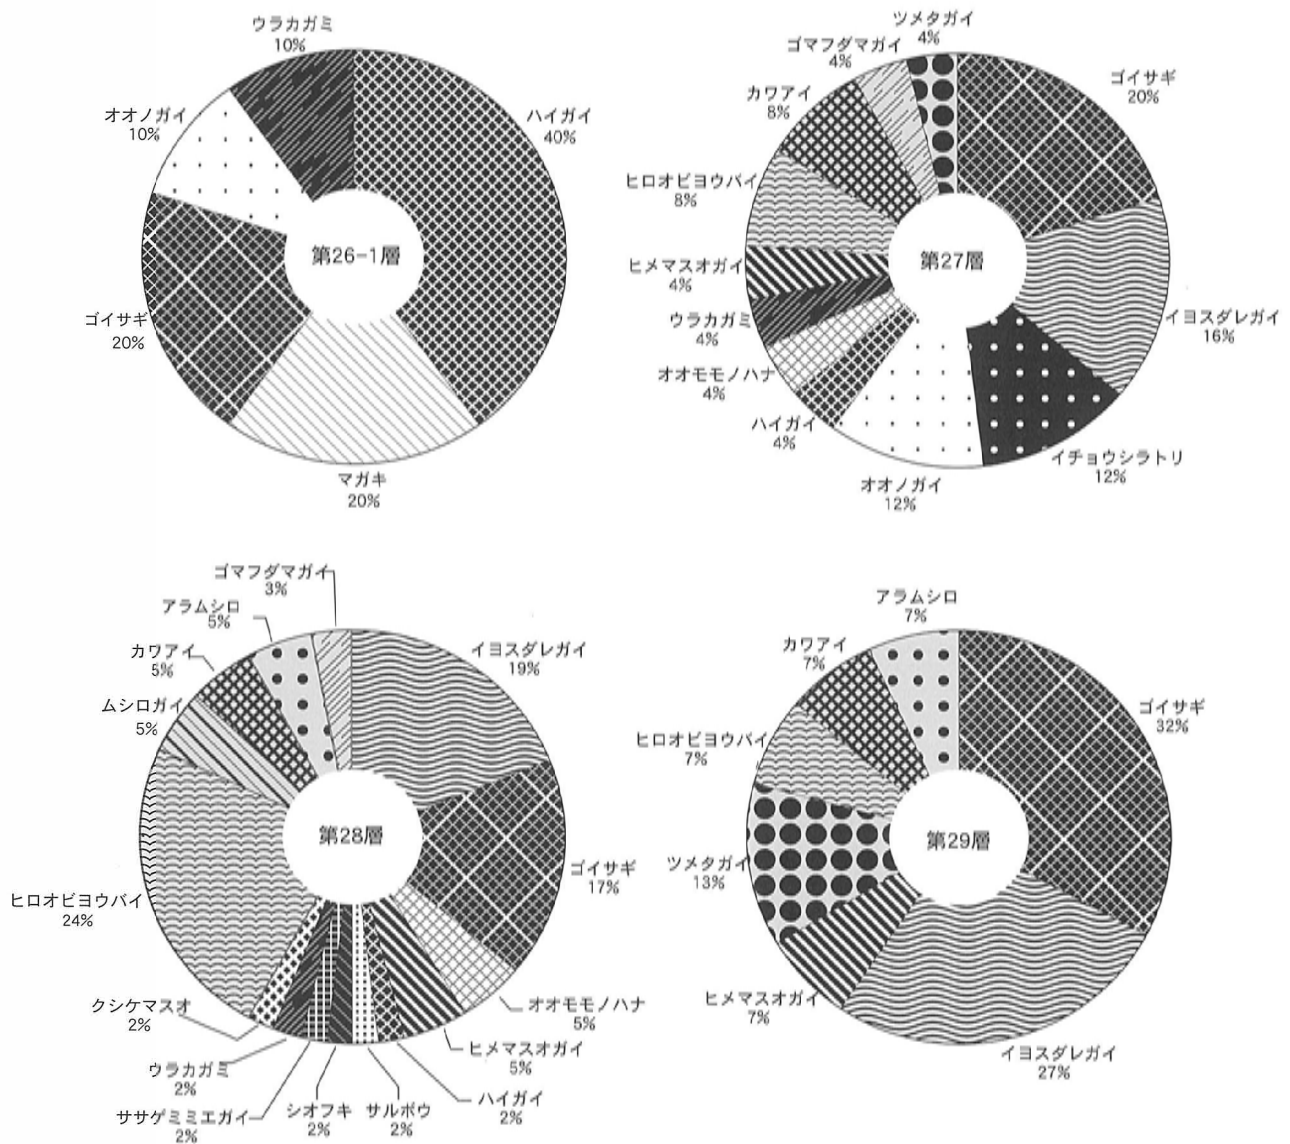 ウラカガミ
10%
オオノガイ
10%
ハイガイ
40%
第26-1層
ゴイサギ
20%
マガキ
20%
ツメタガイ
4%
ゴマフダマガイ
4%
カワアイ
8%
ゴイサギ
20%
ヒロオビヨウバイ
8%
第27層
ヒメマスオガイ
4%
ウラカガミ
4%
イヨスダレガイ
16%
オオモモノハナ
4%
ハイガイ
4%
イチョウシラトリ
12%
オオノガイ
12%
ゴマフダマガイ
3%
アラムシロ
5%
カワアイ
5%
イヨスダレガイ
19%
ムシロガイ
5%
第28層
ゴイサギ
17%
ヒロオビヨウバイ
24%
クシケマスオ
2%
オオモモノハナ
5%
ヒメマスオガイ
5%
ウラカガミ
2%
ハイガイ
2%
ササゲミミエガイ
2%
シオフキ
2%
サルボウ
2%
アラムシロ
7%
カワアイ
7%
ゴイサギ
32%
ヒロオビヨウバイ
7%
第29層
ツメタガイ
13%
ヒメマスオガイ
7%
イヨスダレガイ
27%